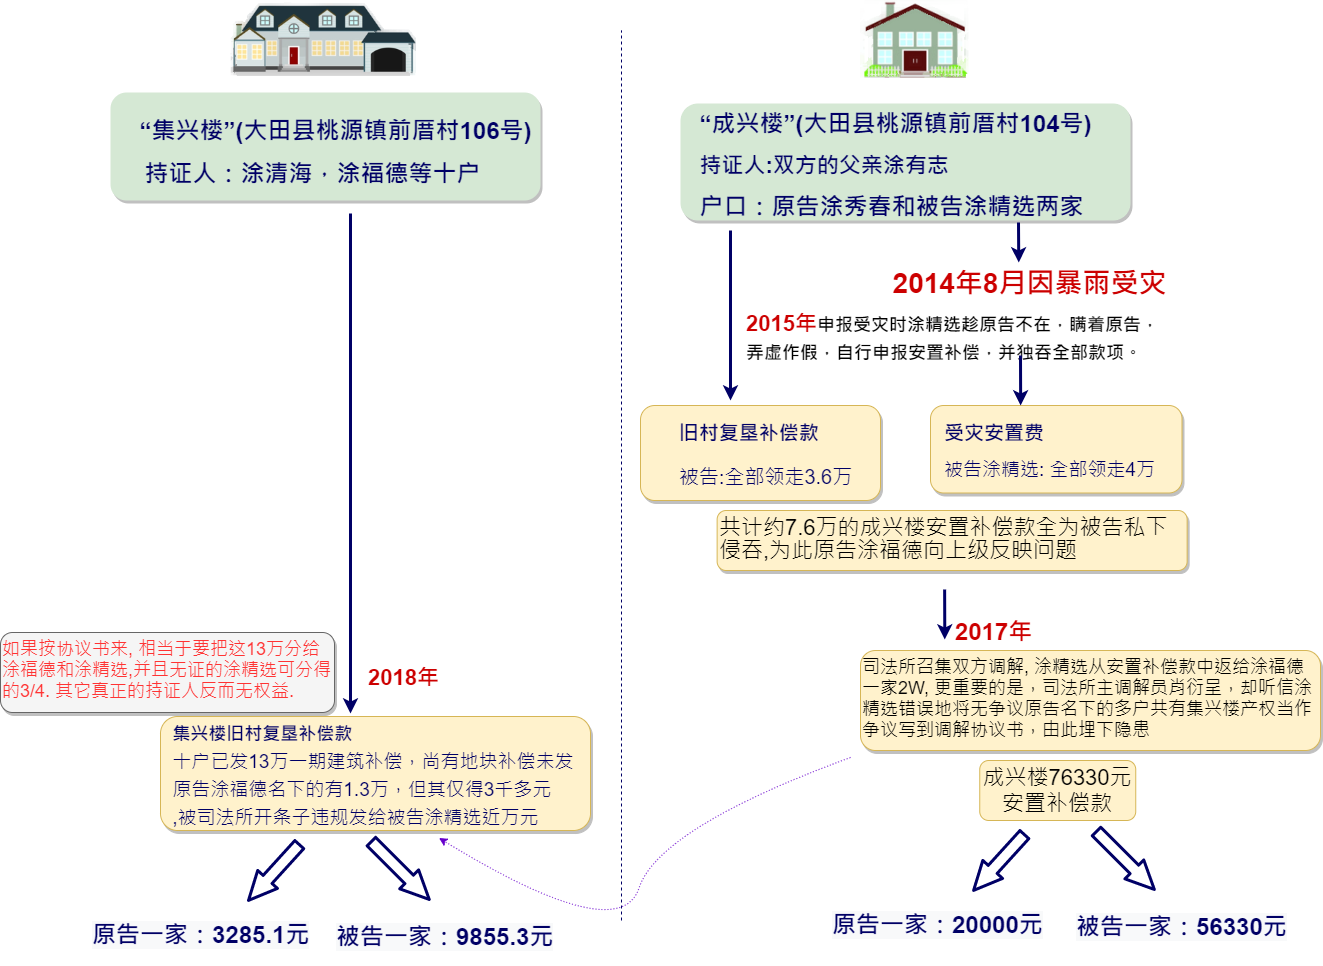 “集兴楼”(大田县桃源镇前厝村106号)
持证人：涂清海，涂福德等十户
“成兴楼”(大田县桃源镇前厝村104号)
持证人:双方的父亲涂有志
户口：原告涂秀春和被告涂精选两家
2014年8月因暴雨受灾
2015年申报受灾时涂精选趁原告不在，瞒着原告，
弄虚作假，自行申报安置补偿，并独吞全部款项。
旧村复垦补偿款
被告:全部领走3.6万
受灾安置费
被告涂精选: 全部领走4万
共计约7.6万的成兴楼安置补偿款全为被告私下
侵吞,为此原告涂福德向上级反映问题
2017年
司法所召集双方调解, 涂精选从安置补偿款中返给涂福德
一家2W, 更重要的是，司法所主调解员肖衍呈，却听信涂
精选错误地将无争议原告名下的多户共有集兴楼产权当作
争议写到调解协议书，由此埋下隐患
成兴楼76330元
安置补偿款
原告一家：20000元
被告一家：56330元
如果按协议书来, 相当于要把这13万分给
涂福德和涂精选,并且无证的涂精选可分得
的3/4. 其它真正的持证人反而无权益.
2018年
集兴楼旧村复垦补偿款
十户已发13万一期建筑补偿，尚有地块补偿未发
原告涂福德名下的有1.3万，但其仅得3千多元
,被司法所开条子违规发给被告涂精选近万元
原告一家：3285.1元
被告一家：9855.3元